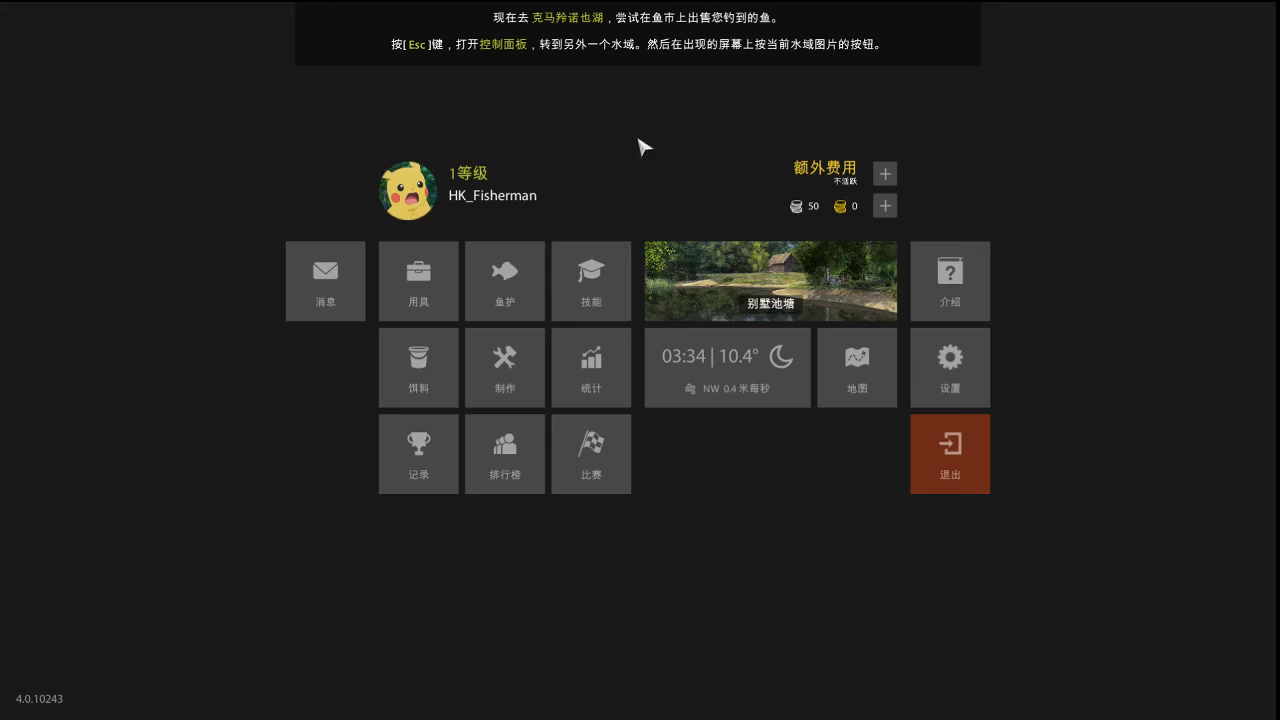 现在去 克马羚诺也湖，尝试在鱼市上出售您钓到的鱼。
按[ Esc ]键，打开控制面板，转到另外一个水域。然后在出现的屏幕上按当前水域图片的按钮。
1等级
HK_Fisherman
额外费用
不活跃
50 0
消息 用具 鱼护 技能 别墅池塘 介绍
03:34 | 10.4°
饵料 制作 统计 NW 0.4 米每秒 地图 设置
记录 排行榜 比赛 退出
4.0.10243